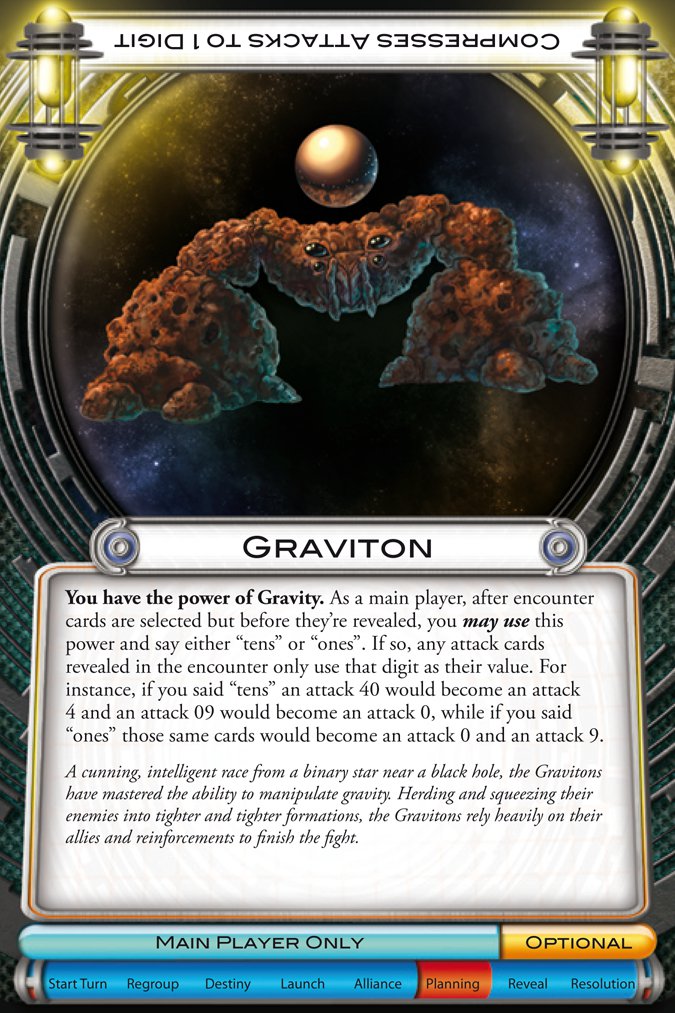 Compresses Attacks to 1 Digit
Graviton
You have the power of Gravity. As a main player, after encounter
cards are selected but before they’re revealed, you may use this
power and say either “tens” or “ones”. If so, any attack cards
revealed in the encounter only use that digit as their value. For
instance, if you said “tens” an attack 40 would become an attack
4 and an attack 09 would become an attack 0, while if you said
“ones” those same cards would become an attack 0 and an attack 9.
A cunning, intelligent race from a binary star near a black hole, the Gravitons
have mastered the ability to manipulate gravity. Herding and squeezing their
enemies into tighter and tighter formations, the Gravitons rely heavily on their
allies and reinforcements to finish the fight.
Main Player Only Optional
Start Turn Regroup Destiny Launch Alliance Planning Reveal Resolution